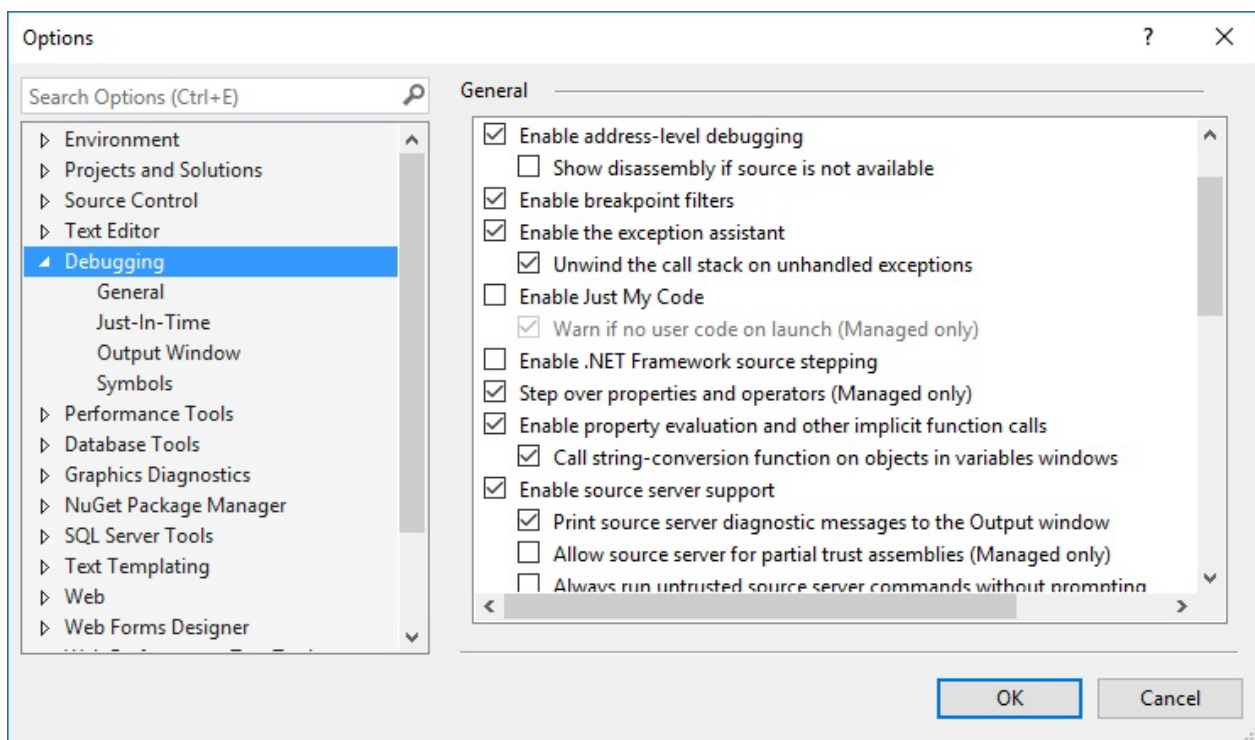 Options
?
Search Options (Ctrl+E)
Environment
Projects and Solutions
Source Control
Text Editor
Debugging
General
Just-In-Time
Output Window
Symbols
Performance Tools
Database Tools
Graphics Diagnostics
NuGet Package Manager
SQL Server Tools
Text Templating
Web
Web Forms Designer
General
Enable address-level debugging
Show disassembly if source is not available
Enable breakpoint filters
Enable the exception assistant
Unwind the call stack on unhandled exceptions
Enable Just My Code
Warn if no user code on launch (Managed only)
Enable .NET Framework source stepping
Step over properties and operators (Managed only)
Enable property evaluation and other implicit function calls
Call string-conversion function on objects in variables windows
Enable source server support
Print source server diagnostic messages to the Output window
Allow source server for partial trust assemblies (Managed only)
Always run untrusted source server commands without prompting
OK
Cancel